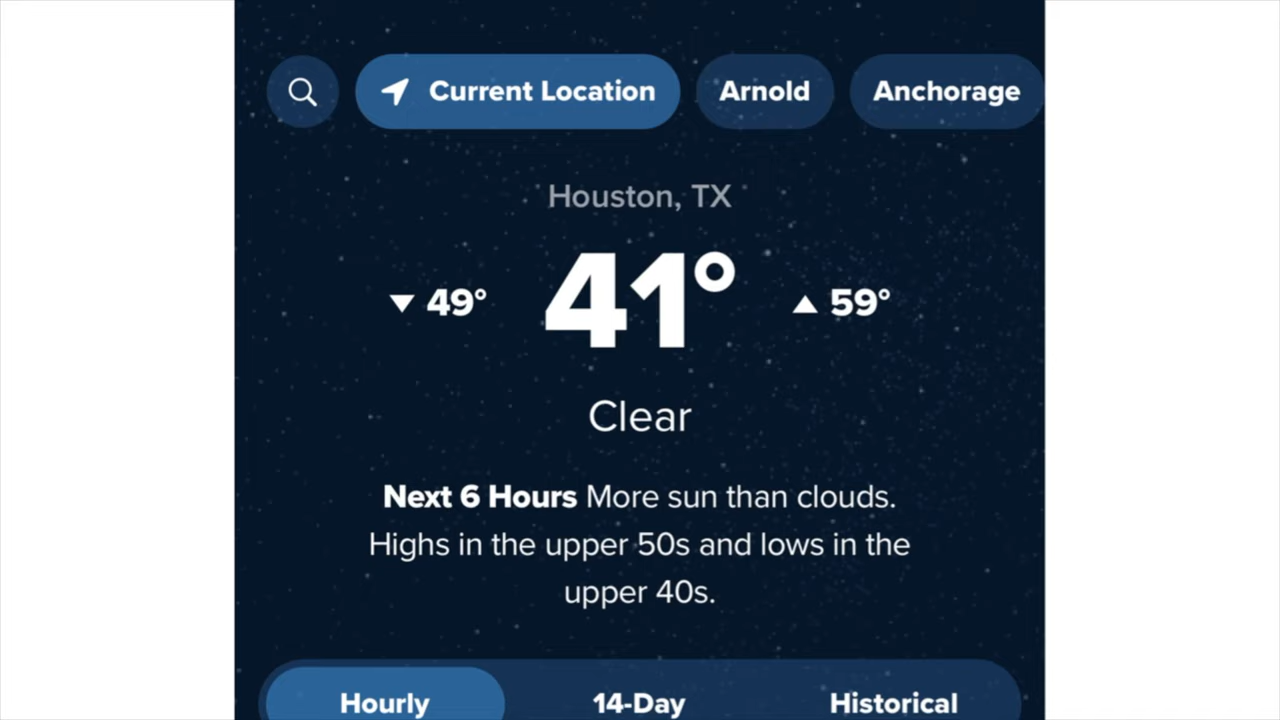 Current Location
Arnold
Anchorage
Houston, TX
▼ 49°
41°
▲ 59°
Clear
Next 6 Hours More sun than clouds.
Highs in the upper 50s and lows in the
upper 40s.
Hourly
14-Day
Historical